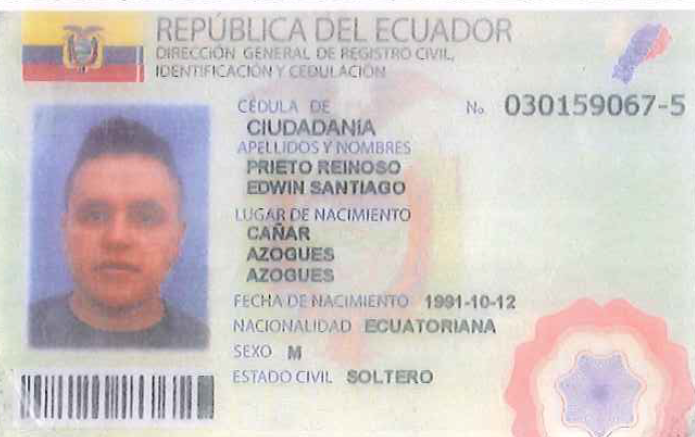 REPÚBLICA DEL ECUADOR
DIRECCIÓN GENERAL DE REGISTRO CIVIL,
IDENTIFICACIÓN Y CEDULACIÓN
CÉDULA DE No. 030159067-5
CIUDADANÍA
APELLIDOS Y NOMBRES
PRIETO REINOSO
EDWIN SANTIAGO
LUGAR DE NACIMIENTO
CAÑAR
AZOGUES
AZOGUES
FECHA DE NACIMIENTO 1991-10-12
NACIONALIDAD ECUATORIANA
SEXO M
ESTADO CIVIL SOLTERO